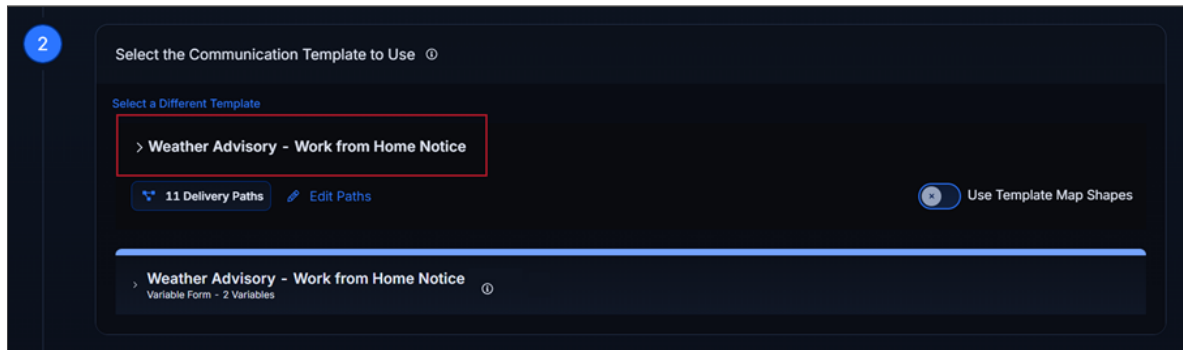 2
Select the Communication Template to Use
Select a Different Template
Weather Advisory - Work from Home Notice
11 Delivery Paths Edit Paths Use Template Map Shapes
Weather Advisory - Work from Home Notice
Variable Form - 2 Variables